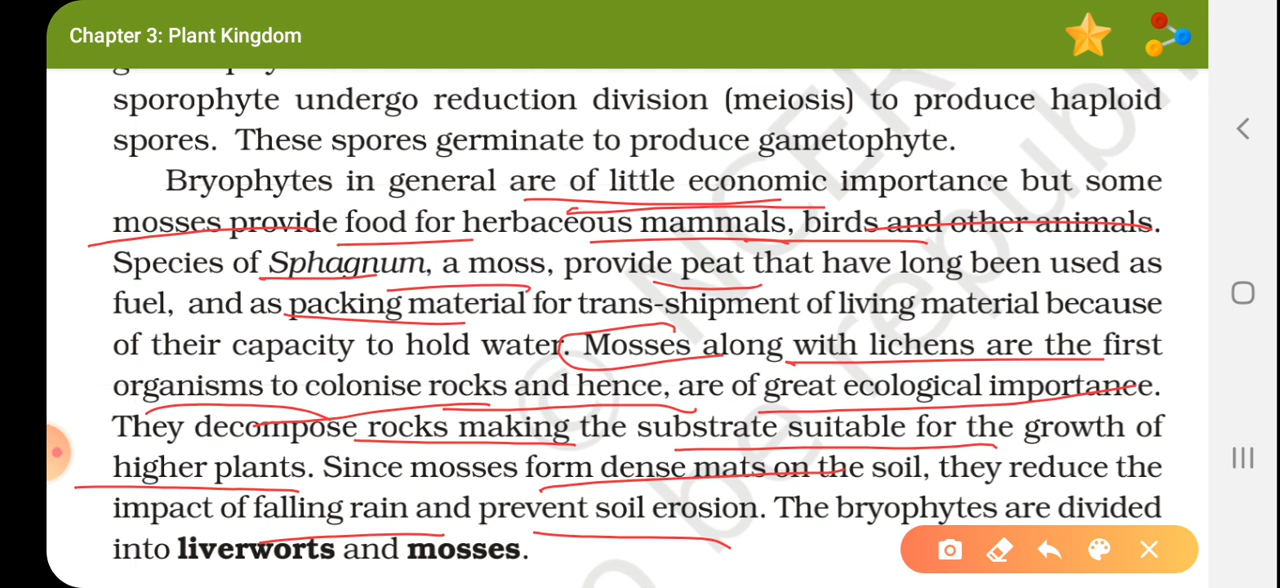 Chapter 3: Plant Kingdom
sporophyte undergo reduction division (meiosis) to produce haploid
spores. These spores germinate to produce gametophyte.
Bryophytes in general are of little economic importance but some
mosses provide food for herbaceous mammals, birds and other animals.
Species of Sphagnum, a moss, provide peat that have long been used as
fuel, and as packing material for trans-shipment of living material because
of their capacity to hold water. Mosses along with lichens are the first
organisms to colonise rocks and hence, are of great ecological importance.
They decompose rocks making the substrate suitable for the growth of
higher plants. Since mosses form dense mats on the soil, they reduce the
impact of falling rain and prevent soil erosion. The bryophytes are divided
into liverworts and mosses.